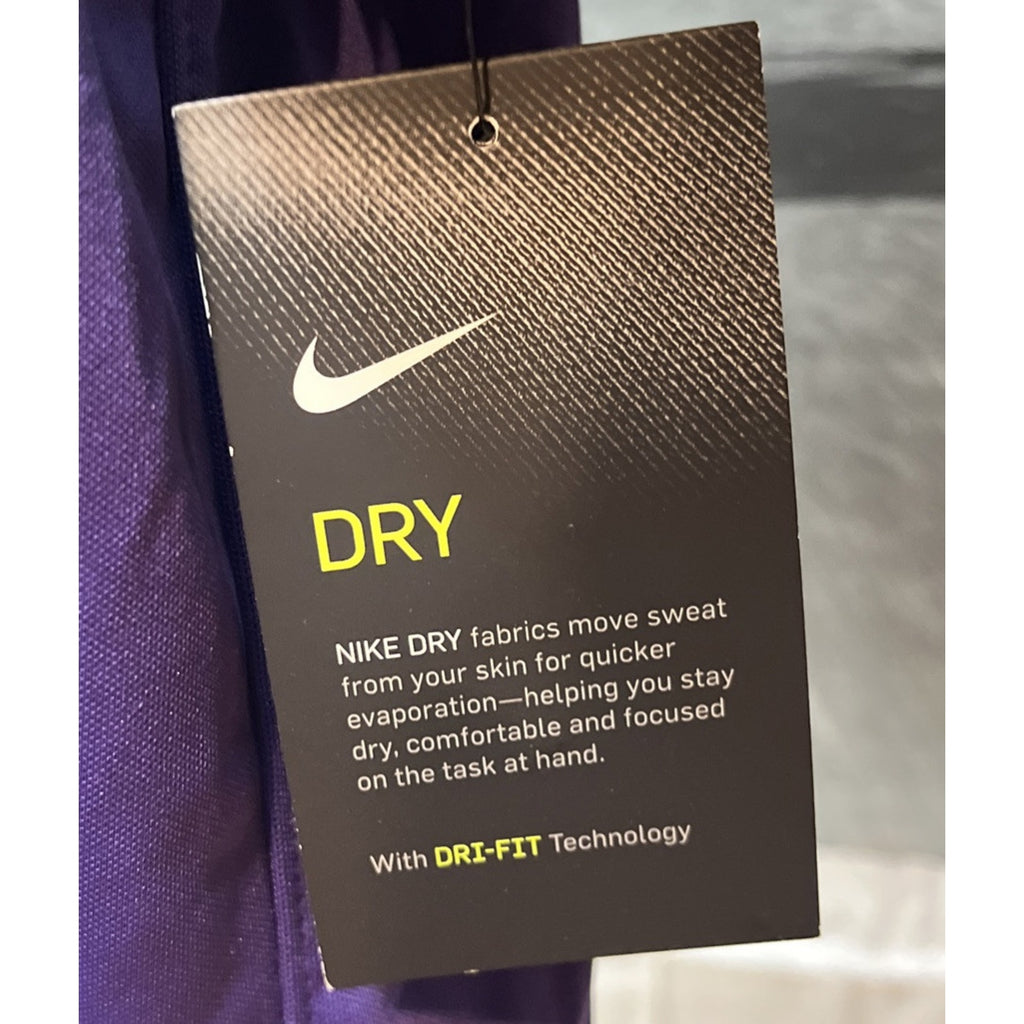 DRY
NIKE DRY fabrics move sweat
from your skin for quicker
evaporation—helping you stay
dry, comfortable and focused
on the task at hand.
With DRI-FIT Technology